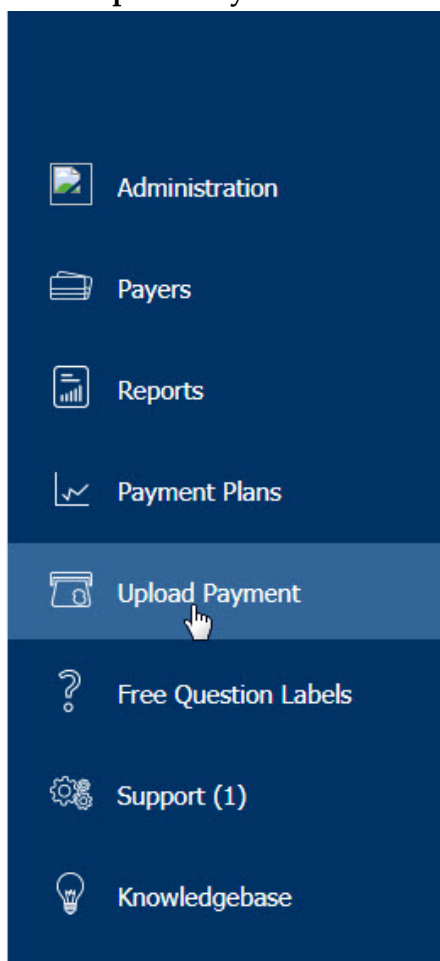 Administration
Payers
Reports
Payment Plans
Upload Payment
Free Question Labels
Support (1)
Knowledgebase